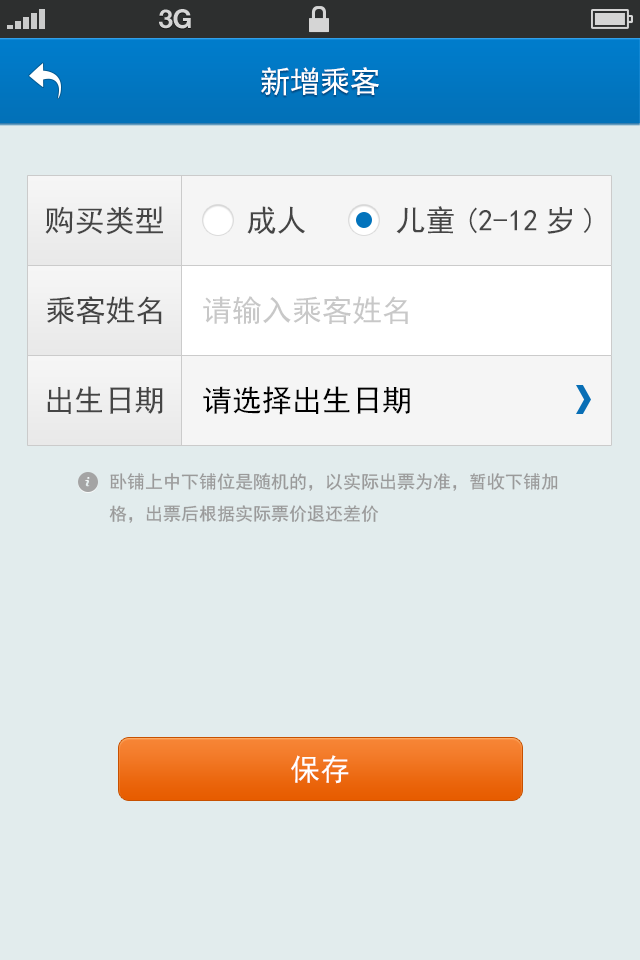 3G
新增乘客
购买类型 成人 儿童 (2-12 岁)
乘客姓名 请输入乘客姓名
出生日期 请选择出生日期
卧铺上中下铺位是随机的，以实际出票为准，暂收下铺加
格，出票后根据实际票价退还差价
保存